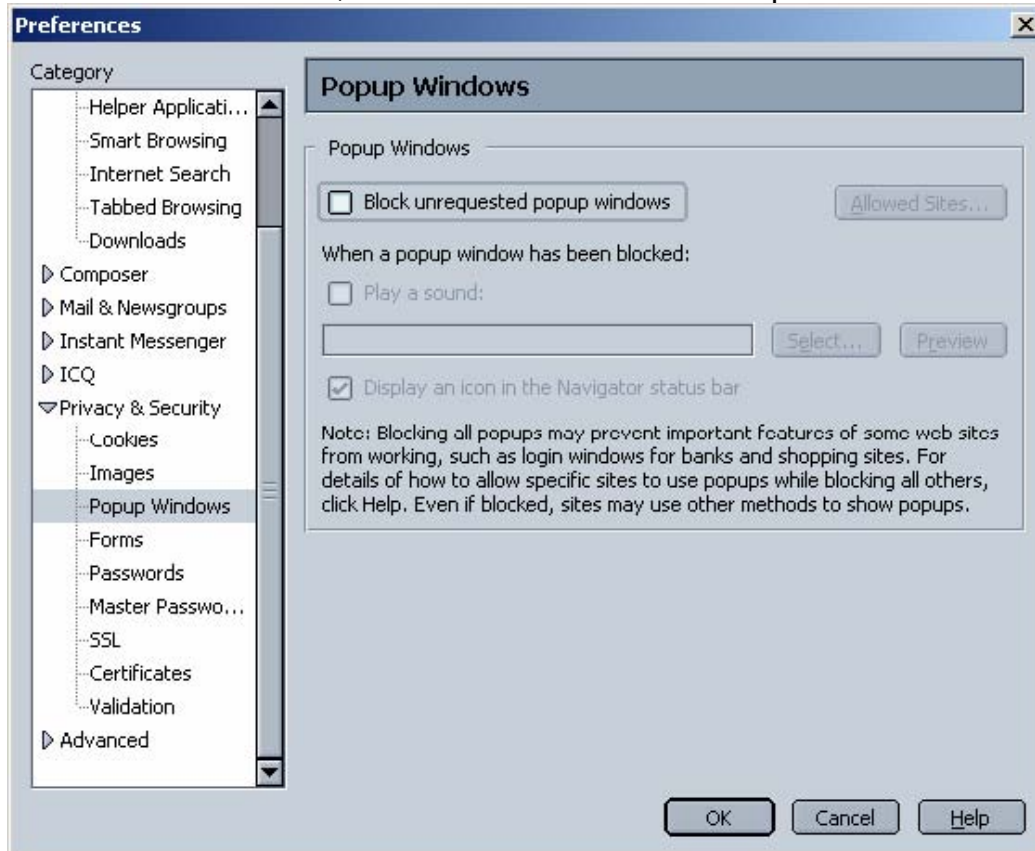 Preferences
Category
Helper Applicati...
Smart Browsing
Internet Search
Tabbed Browsing
Downloads
Composer
Mail & Newsgroups
Instant Messenger
ICQ
Privacy & Security
Cookies
Images
Popup Windows
Forms
Passwords
Master Passwo...
SSL
Certificates
Validation
Advanced
Popup Windows
Popup Windows
Block unrequested popup windows
Allowed Sites...
When a popup window has been blocked:
Play a sound:
Select...
Preview
Display an icon in the Navigator status bar
Note: Blocking all popups may prevent important features of some web sites
from working, such as login windows for banks and shopping sites. For
details of how to allow specific sites to use popups while blocking all others,
click Help. Even if blocked, sites may use other methods to show popups.
OK
Cancel
Help